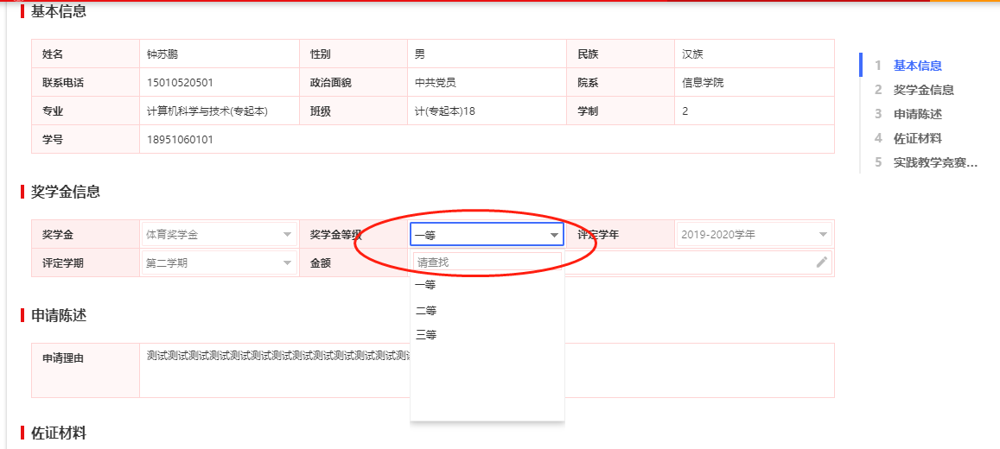 基本信息
姓名 钟苏鹏 性别 男 民族 汉族
联系电话 15010520501 政治面貌 中共党员 院系 信息学院
专业 计算机科学与技术(专起本) 班级 计(专起本)18 学制 2
学号 18951060101
奖学金信息
奖学金 体育奖学金 奖学金等级 一等 评定学年 2019-2020学年
评定学期 第二学期 金额 请查找
一等
二等
三等
申请陈述
申请理由 测试测试测试测试测试测试测试测试测试测试测试测试测
佐证材料
1 基本信息
2 奖学金信息
3 申请陈述
4 佐证材料
5 实践教学竞赛...